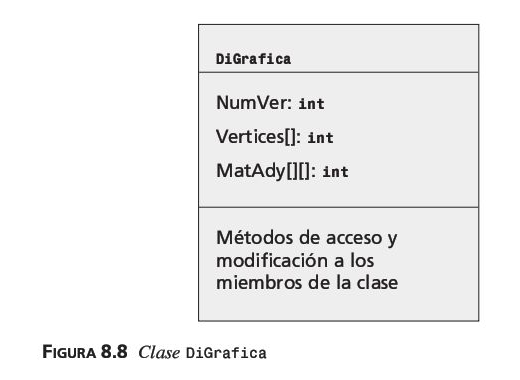 DiGrafica
NumVer: int
Vertices[]: int
MatAdy[][]: int
Métodos de acceso y
modificación a los
miembros de la clase
FIGURA 8.8 Clase DiGrafica